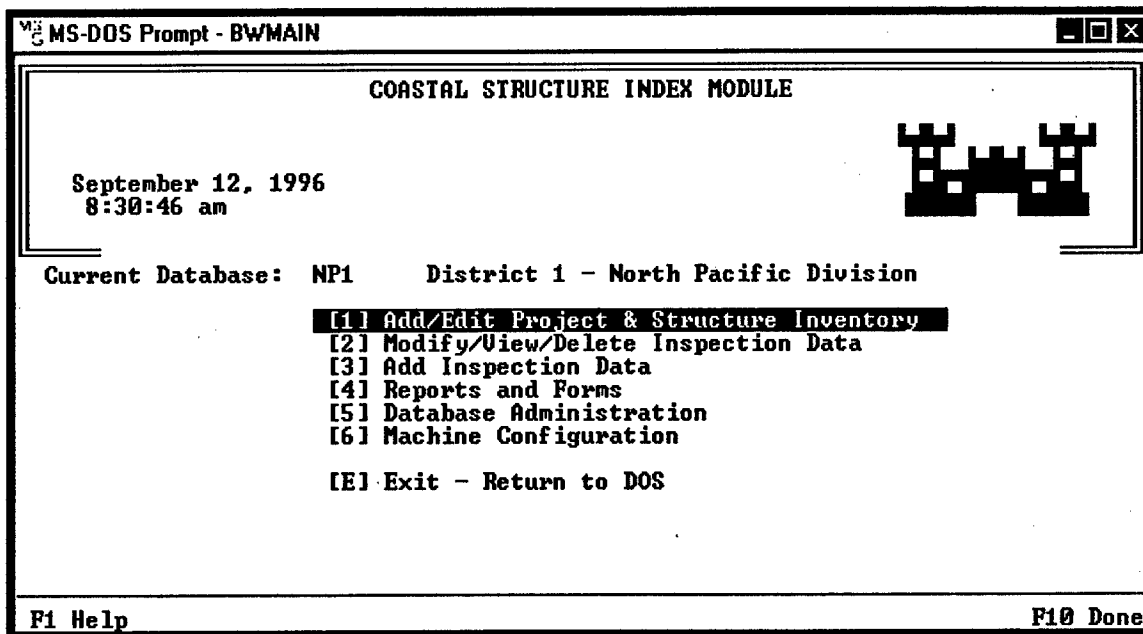 MS-DOS Prompt - BWMAIN
COASTAL STRUCTURE INDEX MODULE
September 12, 1996
8:30:46 am
Current Database: NP1 District 1 - North Pacific Division
[1] Add/Edit Project & Structure Inventory
[2] Modify/View/Delete Inspection Data
[3] Add Inspection Data
[4] Reports and Forms
[5] Database Administration
[6] Machine Configuration
[E] Exit - Return to DOS
F1 Help F10 Done